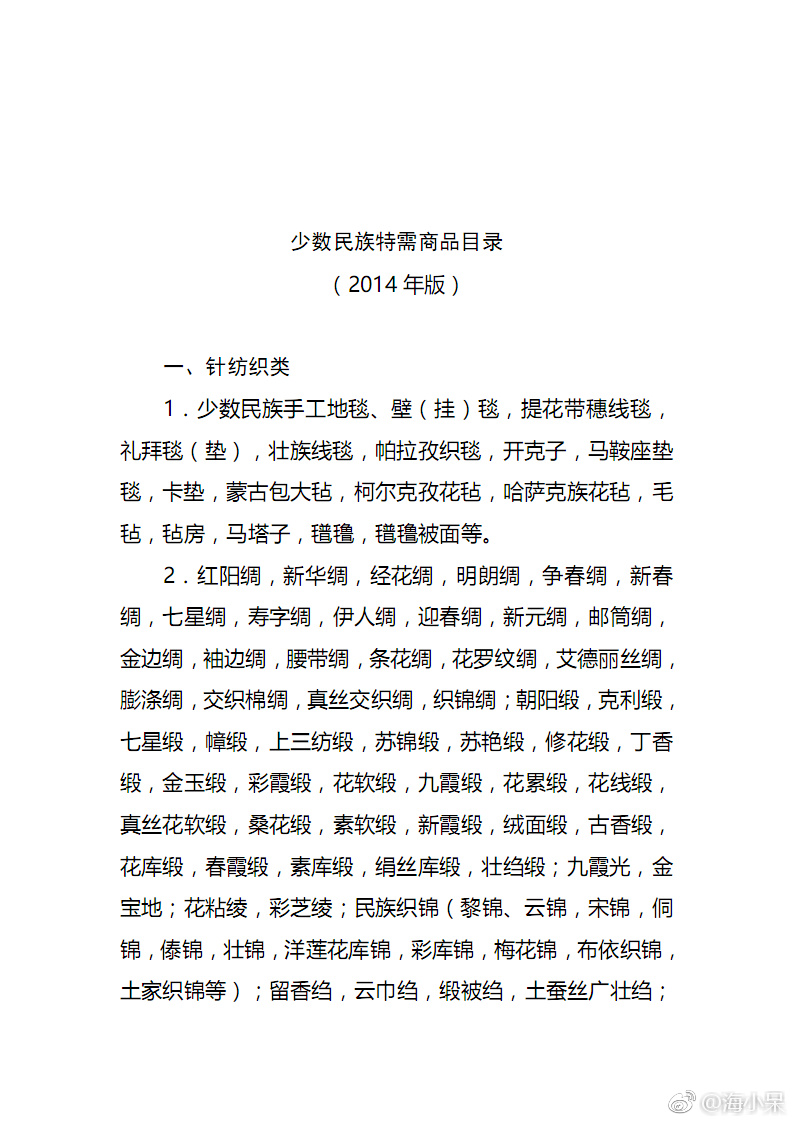 少数民族特需商品目录
（2014 年版）
一、针纺织类
1．少数民族手工地毯、壁（挂）毯，提花带穗线毯，
礼拜毯（垫），壮族线毯，帕拉孜织毯，开克子，马鞍座垫
毯，卡垫，蒙古包大毡，柯尔克孜花毡，哈萨克族花毡，毛
毡，毡房，马塔子，氆氇，氆氇被面等。
2．红阳绸，新华绸，经花绸，明朗绸，争春绸，新春
绸，七星绸，寿字绸，伊人绸，迎春绸，新元绸，邮筒绸，
金边绸，袖边绸，腰带绸，条花绸，花罗纹绸，艾德丽丝绸，
膨涤绸，交织棉绸，真丝交织绸，织锦绸；朝阳缎，克利缎，
七星缎，幛缎，上三纺缎，苏锦缎，苏艳缎，修花缎，丁香
缎，金玉缎，彩霞缎，花软缎，九霞缎，花累缎，花线缎，
真丝花软缎，桑花缎，素软缎，新霞缎，绒面缎，古香缎，
花库缎，春霞缎，素库缎，绢丝库缎，壮绉缎；九霞光，金
宝地；花粘绫，彩芝绫；民族织锦（黎锦、云锦，宋锦，侗
锦，傣锦，壮锦，洋莲花库锦，彩库锦，梅花锦，布依织锦，
土家织锦等）；留香绉，云巾绉，缎被绉，土蚕丝广壮绉；
@海小呆